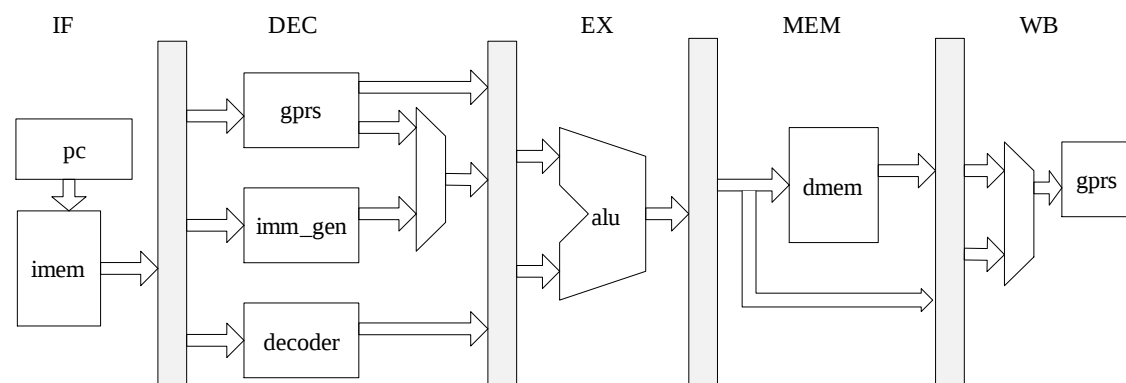 IF
DEC
EX
MEM
WB
pc
imem
gprs
imm_gen
decoder
alu
dmem
gprs